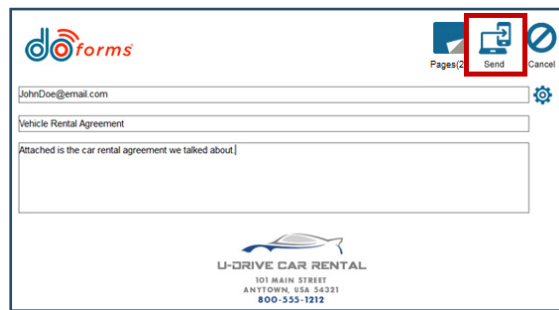 doforms
Pages(2
Send
Cancel
JohnDoe@email.com
Vehicle Rental Agreement
Attached is the car rental agreement we talked about.
U-DRIVE CAR RENTAL
101 MAIN STREET
ANYTOWN, USA 54321
800-555-1212